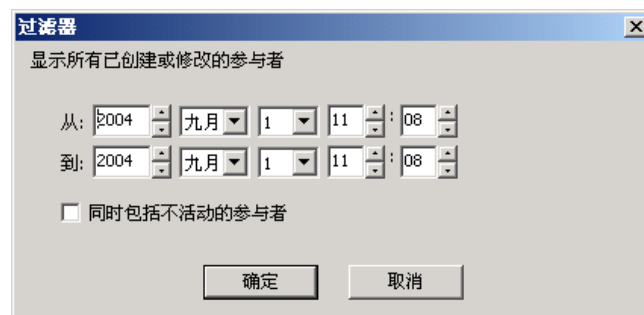 过滤器
显示所有已创建或修改的参与者
从: 2004 九月 1 11 : 08
到: 2004 九月 1 11 : 08
同时包括不活动的参与者
确定 取消